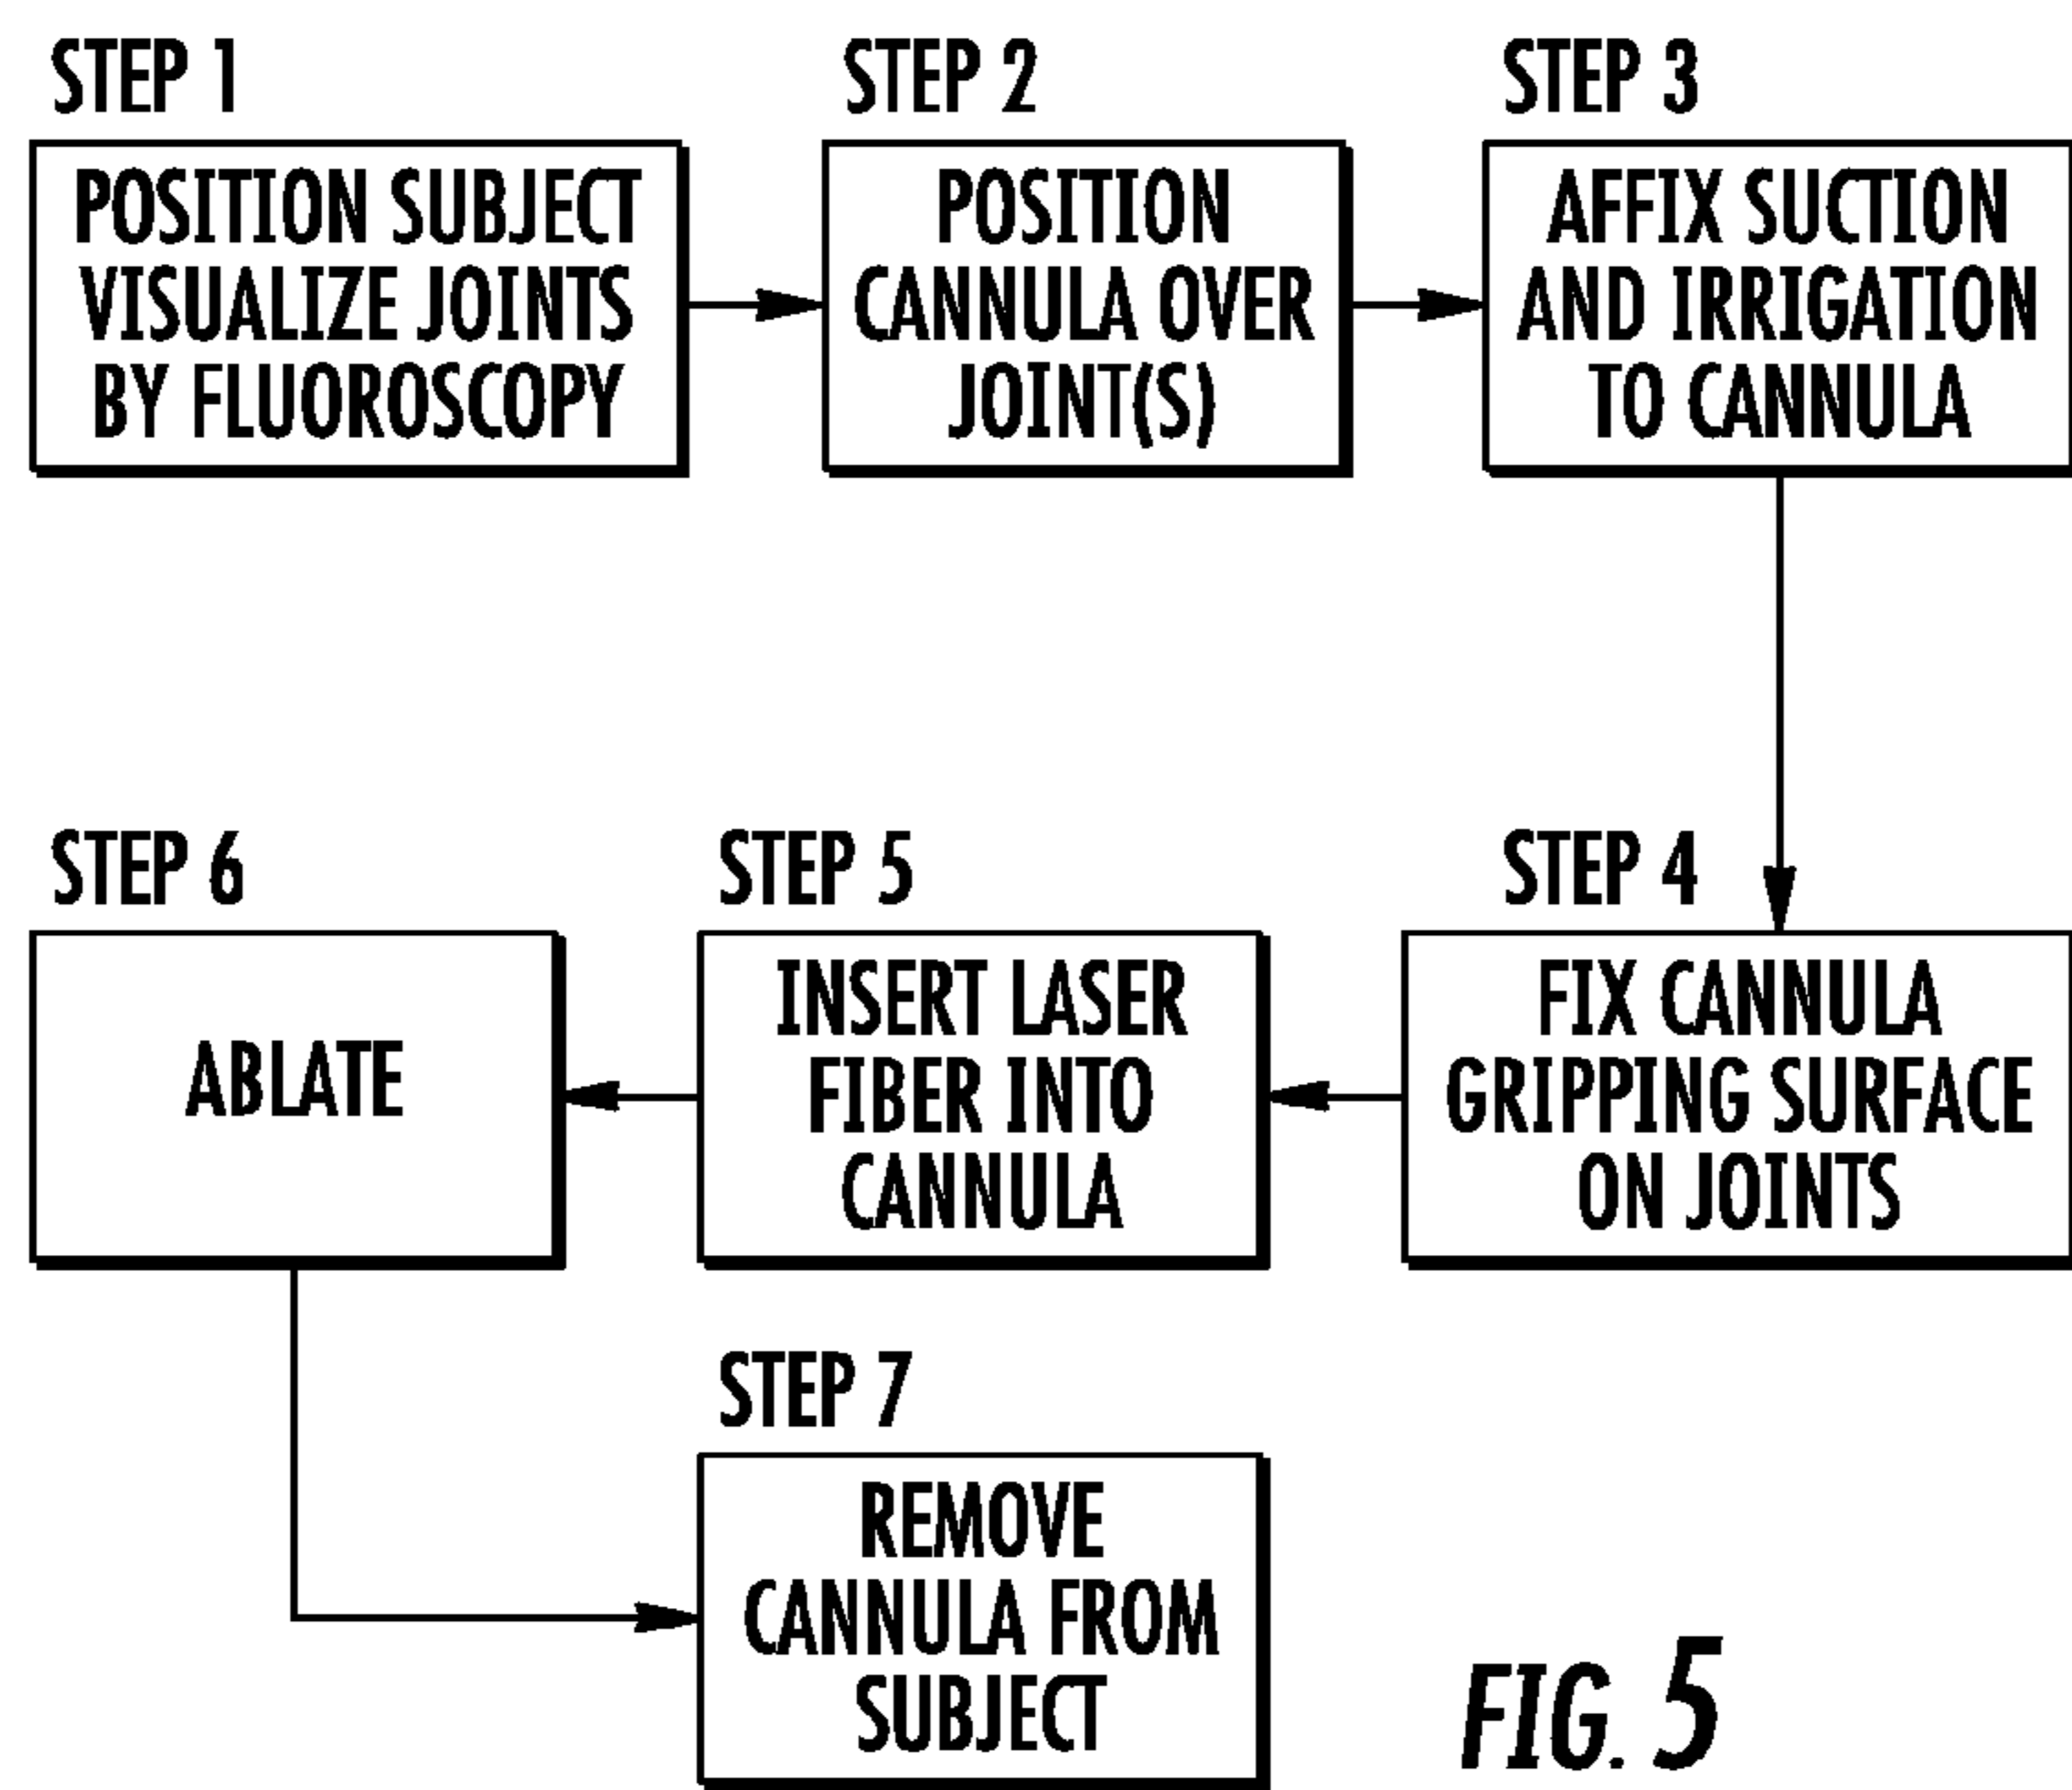 STEP 1
POSITION SUBJECT
VISUALIZE JOINTS
BY FLUOROSCOPY
STEP 2
POSITION
CANNULA OVER
JOINT(S)
STEP 3
AFFIX SUCTION
AND IRRIGATION
TO CANNULA
STEP 4
FIX CANNULA
GRIPPING SURFACE
ON JOINTS
STEP 5
INSERT LASER
FIBER INTO
CANNULA
STEP 6
ABLATE
STEP 7
REMOVE
CANNULA FROM
SUBJECT
FIG. 5